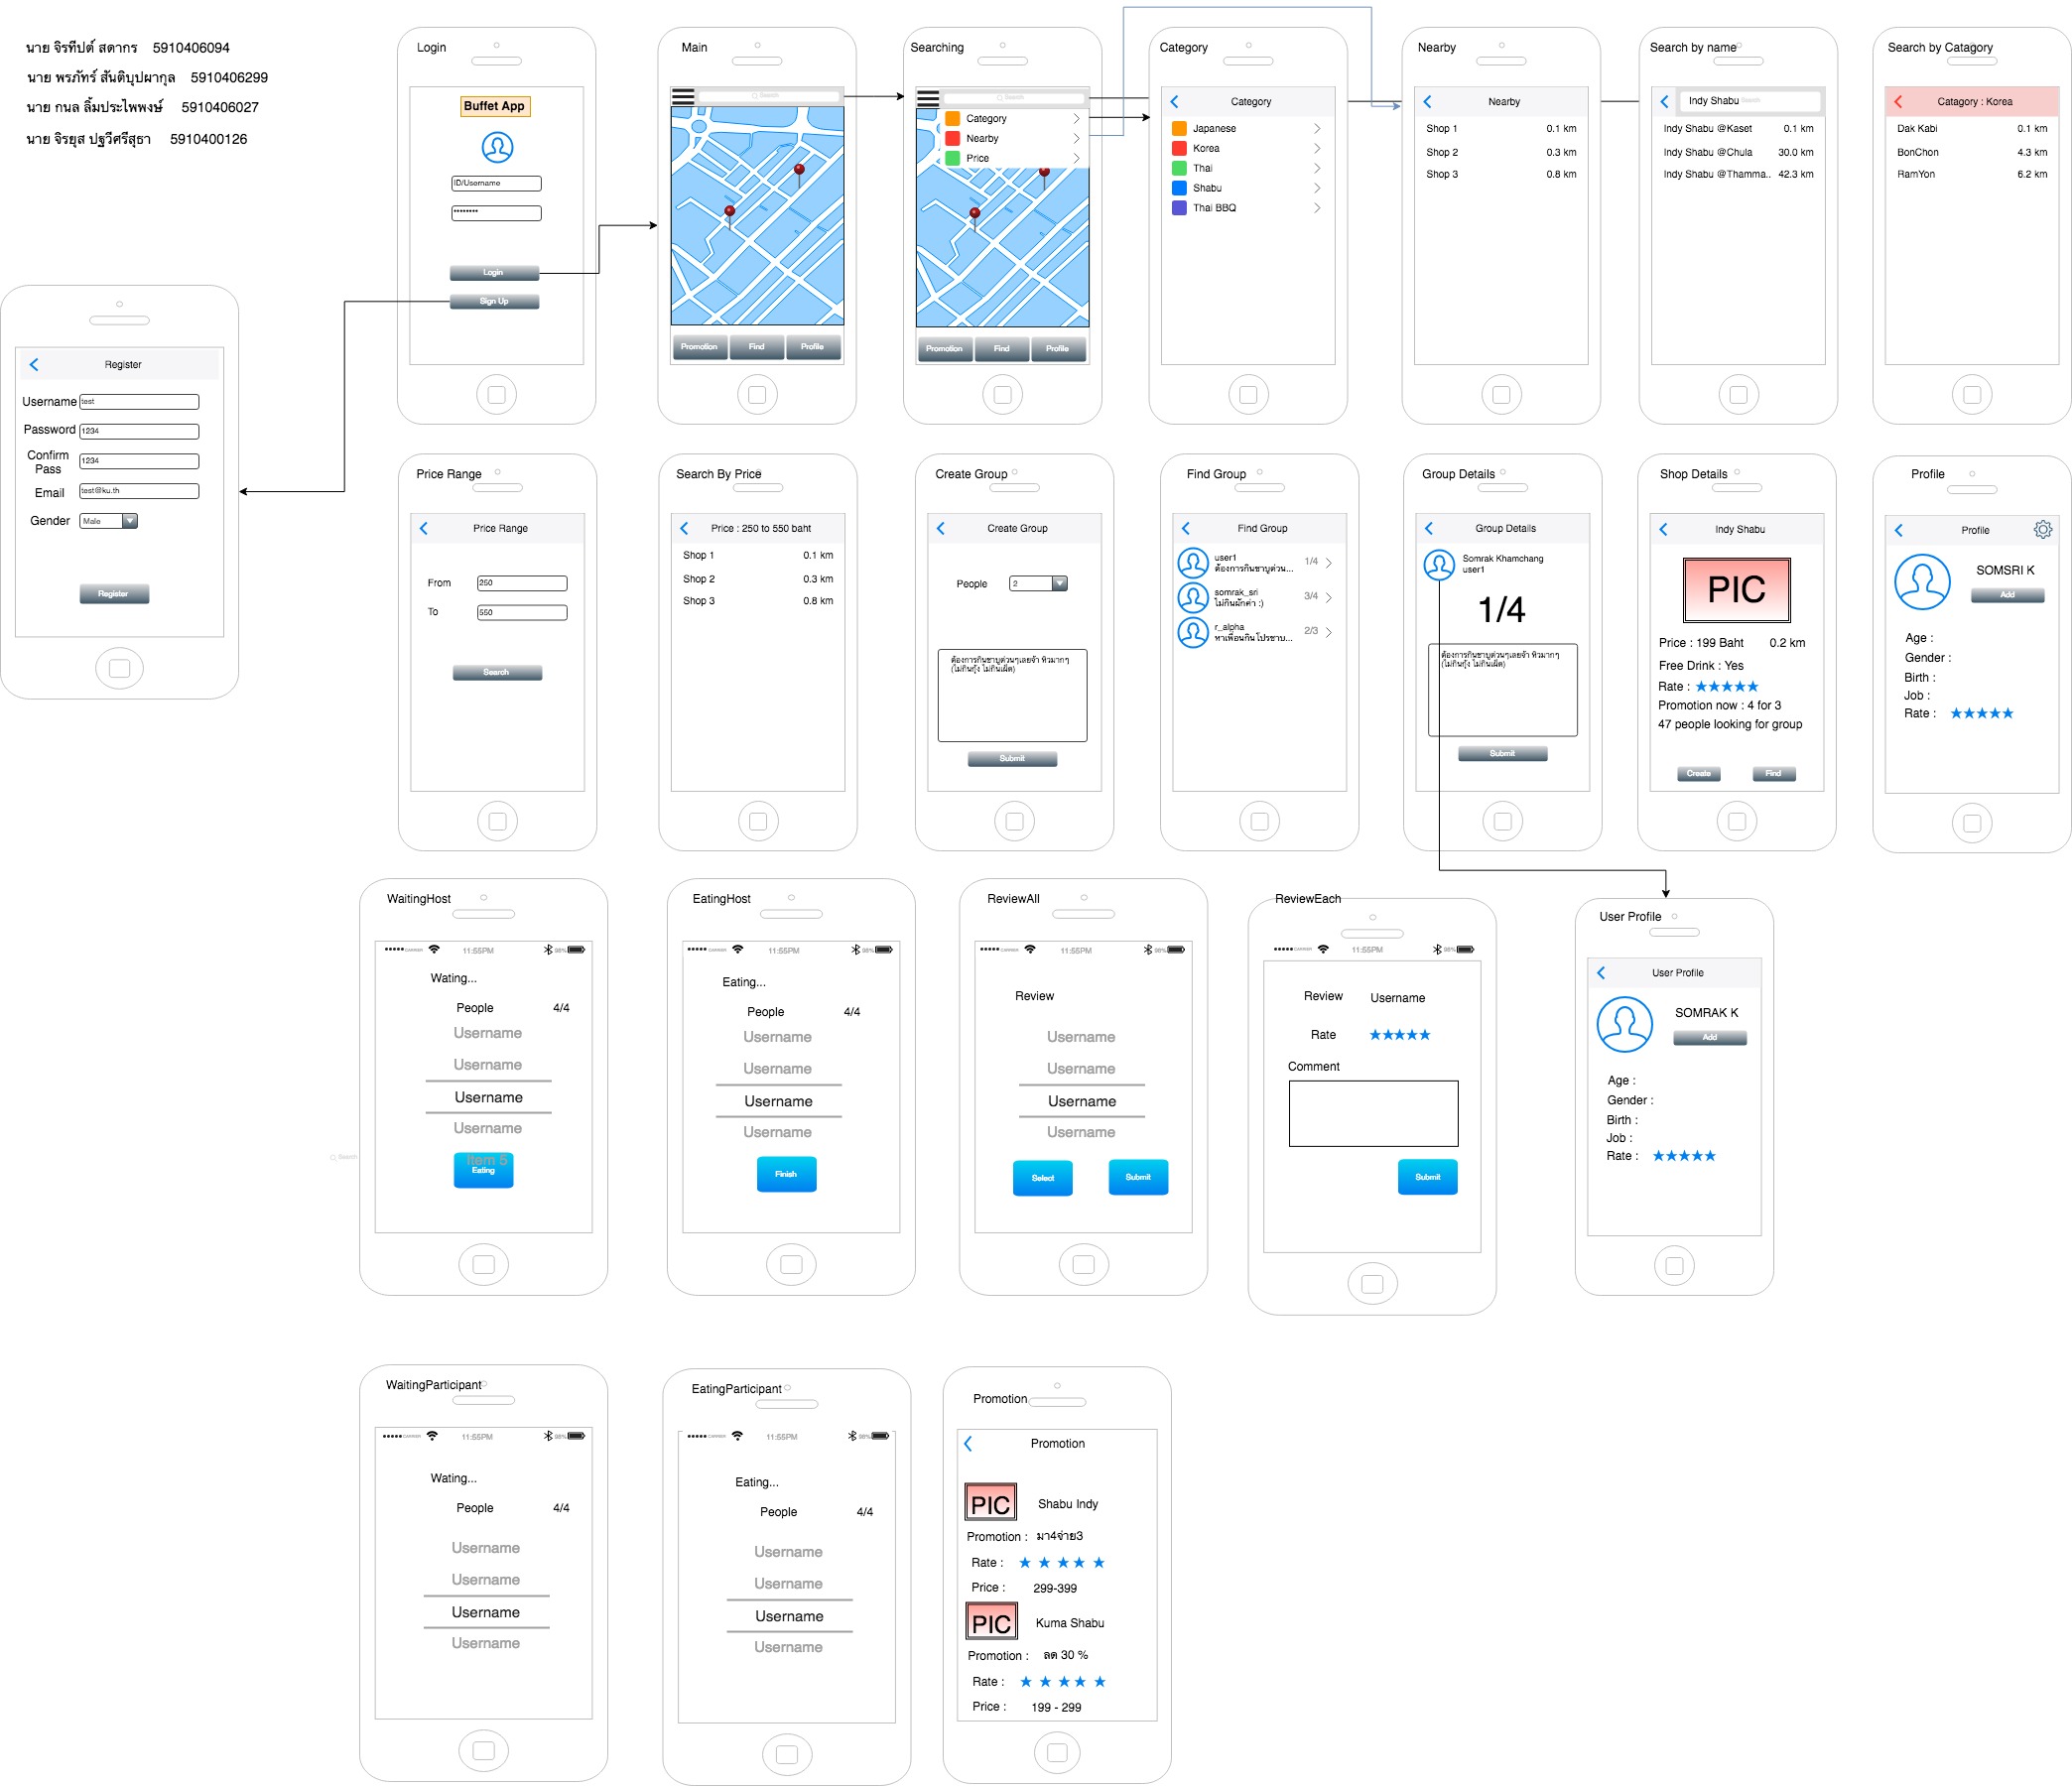 นาย จิรทีปต์ สดากร 5910406094
นาย พรภัทร์ สันติบุปผากุล 5910406299
นาย กนล ลิ้มประไพพงษ์ 5910406027
นาย จิรยุส ปฐวีศรีสุธา 5910400126
Login
Buffet App
ID/Username
********
Login
Sign Up
Main
Search
Promotion Find Profile
Searching
Search
Category
Nearby
Price
Promotion Find Profile
Category
Category
Japanese
Korea
Thai
Shabu
Thai BBQ
Nearby
Nearby
Shop 1 0.1 km
Shop 2 0.3 km
Shop 3 0.8 km
Search by name
Indy Shabu Search
Indy Shabu @Kaset 0.1 km
Indy Shabu @Chula 30.0 km
Indy Shabu @Thamma.. 42.3 km
Search by Catagory
Catagory : Korea
Dak Kabi 0.1 km
BonChon 4.3 km
RamYon 6.2 km
Register
Username test
Password 1234
Confirm
Pass 1234
Email test@ku.th
Gender Male
Register
Price Range
Price Range
From 250
To 550
Search
Search By Price
Price : 250 to 550 baht
Shop 1 0.1 km
Shop 2 0.3 km
Shop 3 0.8 km
Create Group
Create Group
People 2
ต้องการกินชาบูด่วนๆเลยจ้า หิวมากๆ
(ไม่กินกุ้ง ไม่กินเผ็ด)
Submit
Find Group
Find Group
user1 1/4
ต้องการกินชาบูด่วน...
somrak_sri 3/4
ไม่กินผักค่า :)
r_alpha 2/3
หาเพื่อนกินโปรชาบ...
Group Details
Group Details
Somrak Khamchang
user1
1/4
ต้องการกินชาบูด่วนๆเลยจ้า หิวมากๆ
(ไม่กินกุ้ง ไม่กินเผ็ด)
Submit
Shop Details
Indy Shabu
PIC
Price : 199 Baht 0.2 km
Free Drink : Yes
Rate : ★★★★★
Promotion now : 4 for 3
47 people looking for group
Create Find
Profile
Profile
SOMSRI K
Add
Age :
Gender :
Birth :
Job :
Rate : ★★★★★
WaitingHost
CARRIER 11:55PM 98%
Wating...
People 4/4
Username
Username
Username
Username
Item 5
Eating
Search
EatingHost
CARRIER 11:55PM 98%
Eating...
People 4/4
Username
Username
Username
Username
Finish
ReviewAll
CARRIER 11:55PM 98%
Review
Username
Username
Username
Username
Select Submit
ReviewEach
CARRIER 11:55PM 98%
Review Username
Rate ★★★★★
Comment
Submit
User Profile
User Profile
SOMRAK K
Add
Age :
Gender :
Birth :
Job :
Rate : ★★★★★
WaitingParticipant
CARRIER 11:55PM 98%
Wating...
People 4/4
Username
Username
Username
Username
EatingParticipant
CARRIER 11:55PM 98%
Eating...
People 4/4
Username
Username
Username
Username
Promotion
Promotion
PIC Shabu Indy
Promotion : มา4จ่าย3
Rate : ★ ★ ★ ★ ★
Price : 299-399
PIC Kuma Shabu
Promotion : ลด 30 %
Rate : ★ ★ ★ ★ ★
Price : 199 - 299